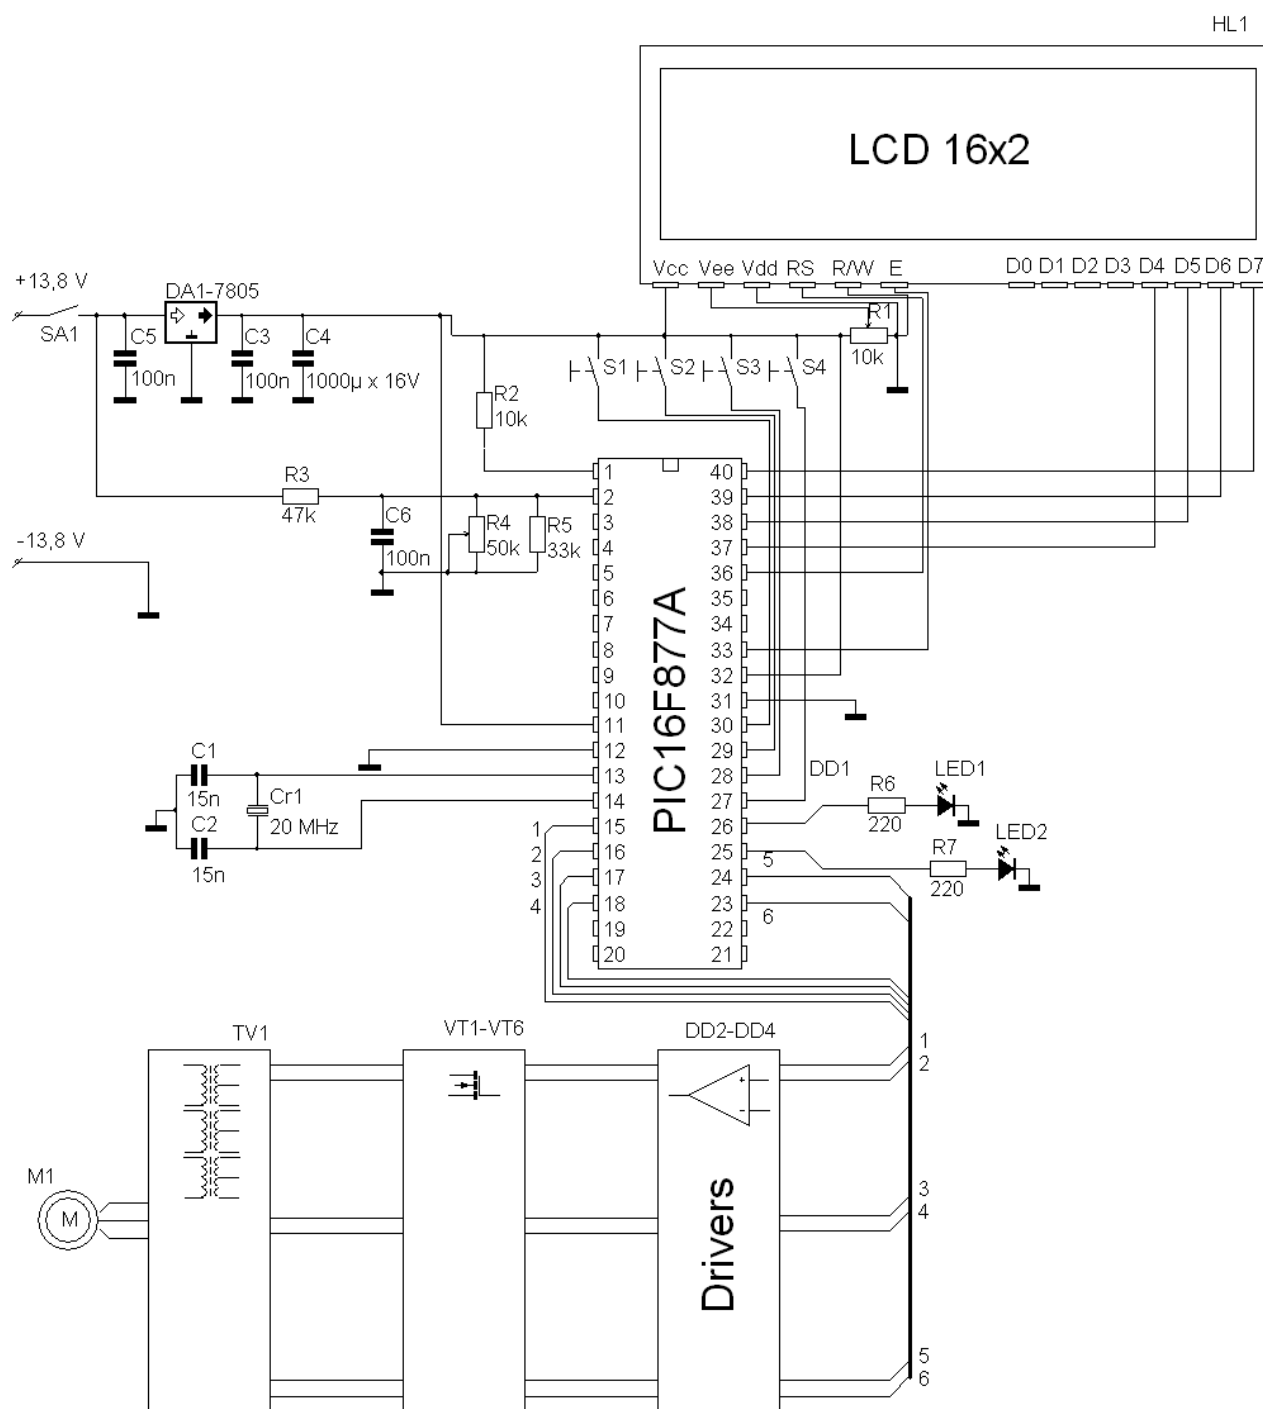 HL1
LCD 16x2
Vcc Vee Vdd RS R/W E D0 D1 D2 D3 D4 D5 D6 D7
+13,8 V
DA1-7805
SA1
C5
100n
C3
100n
C4
1000µ x 16V
R1
10k
S1 S2 S3 S4
R2
10k
R3
47k
C6
100n
R4
50k
R5
33k
-13,8 V
PIC16F877A
1 40
2 39
3 38
4 37
5 36
6 35
7 34
8 33
9 32
10 31
11 30
12 29
13 28
14 27
15 26
16 25
17 24
18 23
19 22
20 21
C1
15n
Cr1
20 MHz
C2
15n
1
2
3
4
DD1
R6
220
LED1
R7
220
LED2
5
6
TV1
VT1-VT6
DD2-DD4
Drivers
M1
M
1
2
3
4
5
6